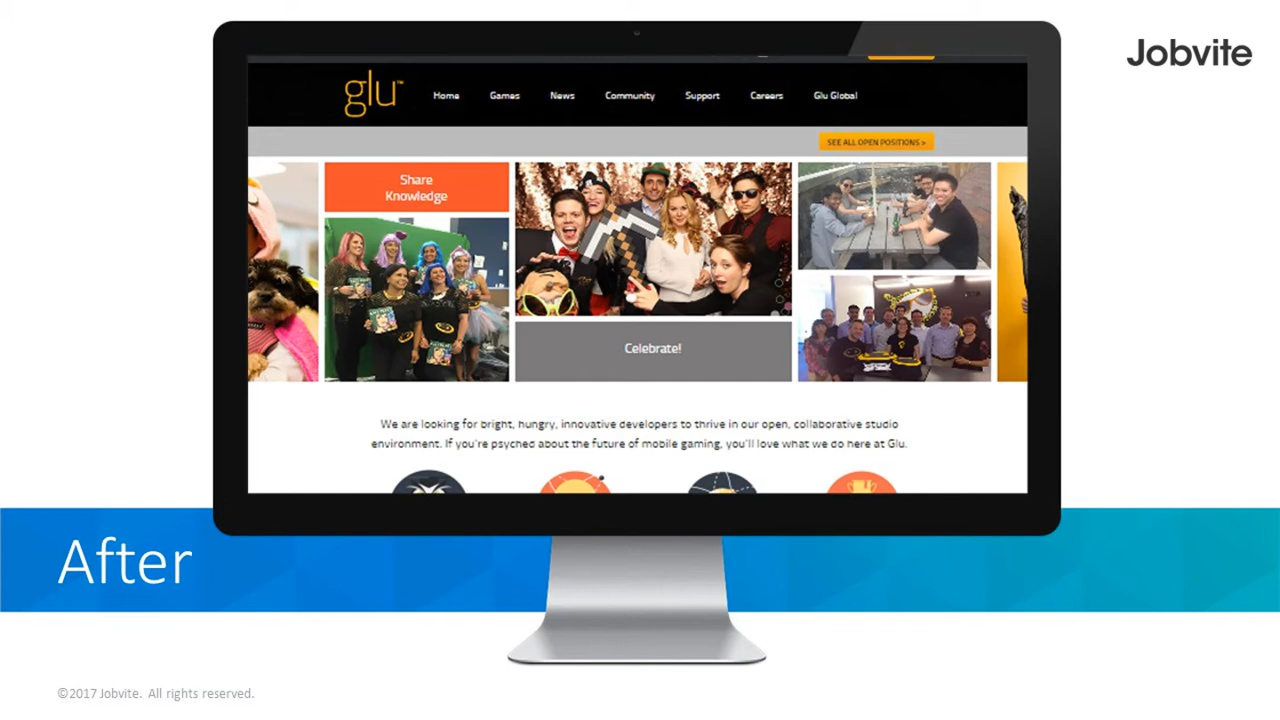 Jobvite
glu™
Home Games News Community Support Careers Glu Global
SEE ALL OPEN POSITIONS >
Share
Knowledge
Celebrate!
We are looking for bright, hungry, innovative developers to thrive in our open, collaborative studio
environment. If you're psyched about the future of mobile gaming, you'll love what we do here at Glu.
After
©2017 Jobvite. All rights reserved.